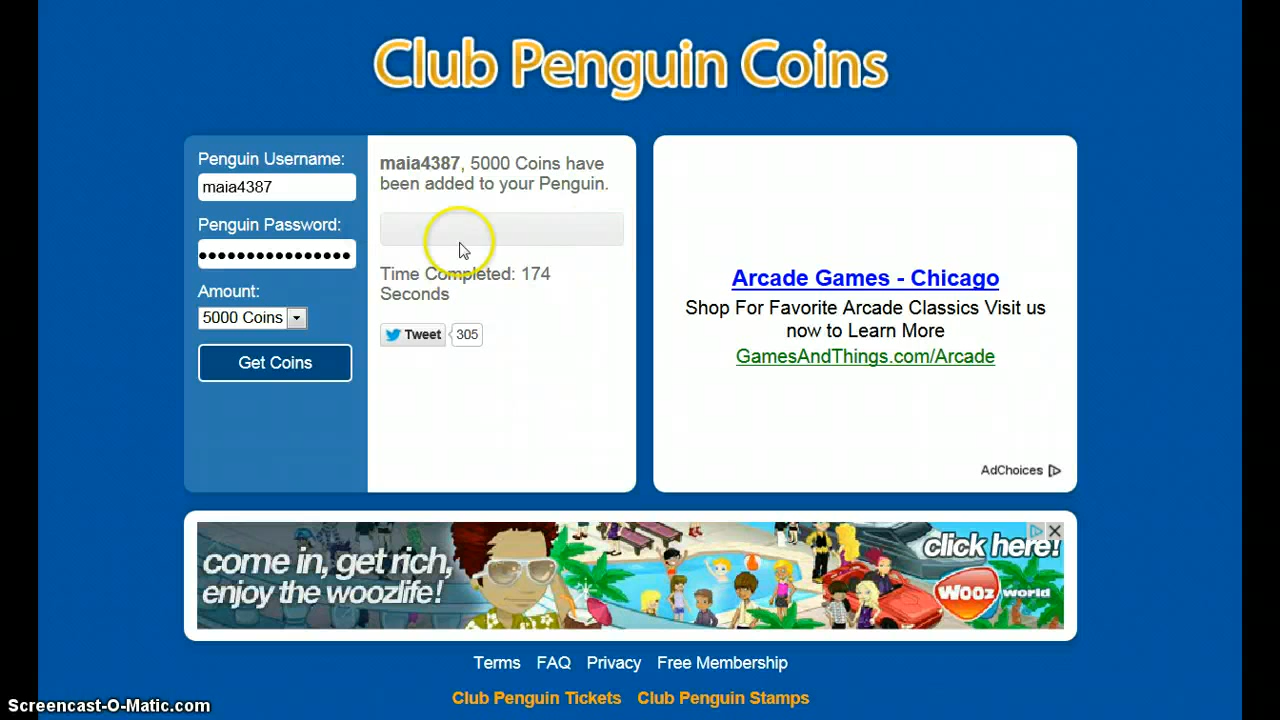 Club Penguin Coins
Penguin Username:
maia4387
Penguin Password:
••••••••••••••••
Amount:
5000 Coins
Get Coins
maia4387, 5000 Coins have
been added to your Penguin.
Time Completed: 174
Seconds
Tweet 305
Arcade Games - Chicago
Shop For Favorite Arcade Classics Visit us
now to Learn More
GamesAndThings.com/Arcade
AdChoices
come in, get rich,
enjoy the woozlife!
click here!
WOOZ world
Terms FAQ Privacy Free Membership
Club Penguin Tickets Club Penguin Stamps
Screencast-O-Matic.com